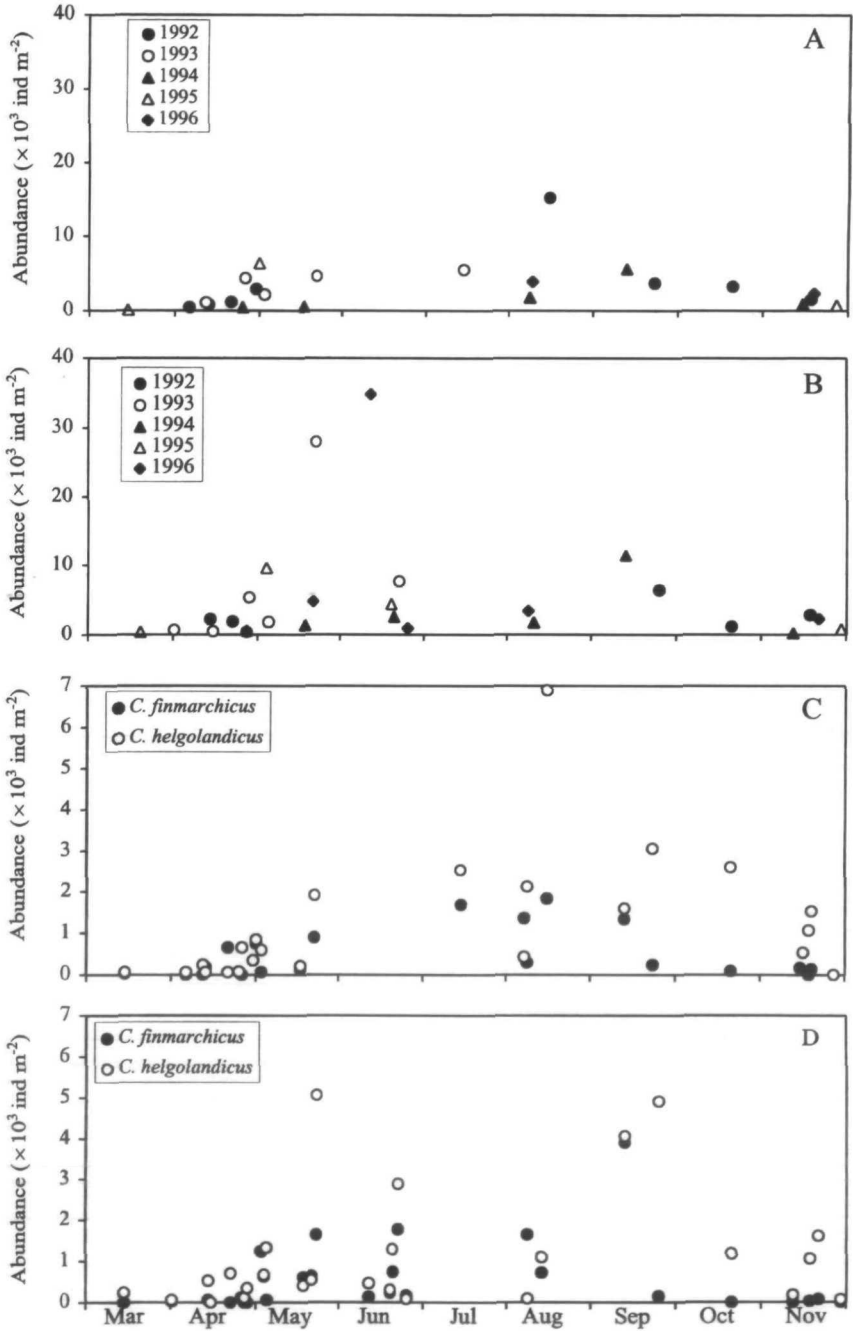 A
1992
1993
1994
1995
1996
Abundance (×10³ ind m⁻²)
40
30
20
10
0
B
1992
1993
1994
1995
1996
Abundance (×10³ ind m⁻²)
40
30
20
10
0
C
C. finmarchicus
C. helgolandicus
Abundance (×10³ ind m⁻²)
7
6
5
4
3
2
1
0
D
C. finmarchicus
C. helgolandicus
Abundance (×10³ ind m⁻²)
7
6
5
4
3
2
1
0
Mar Apr May Jun Jul Aug Sep Oct Nov